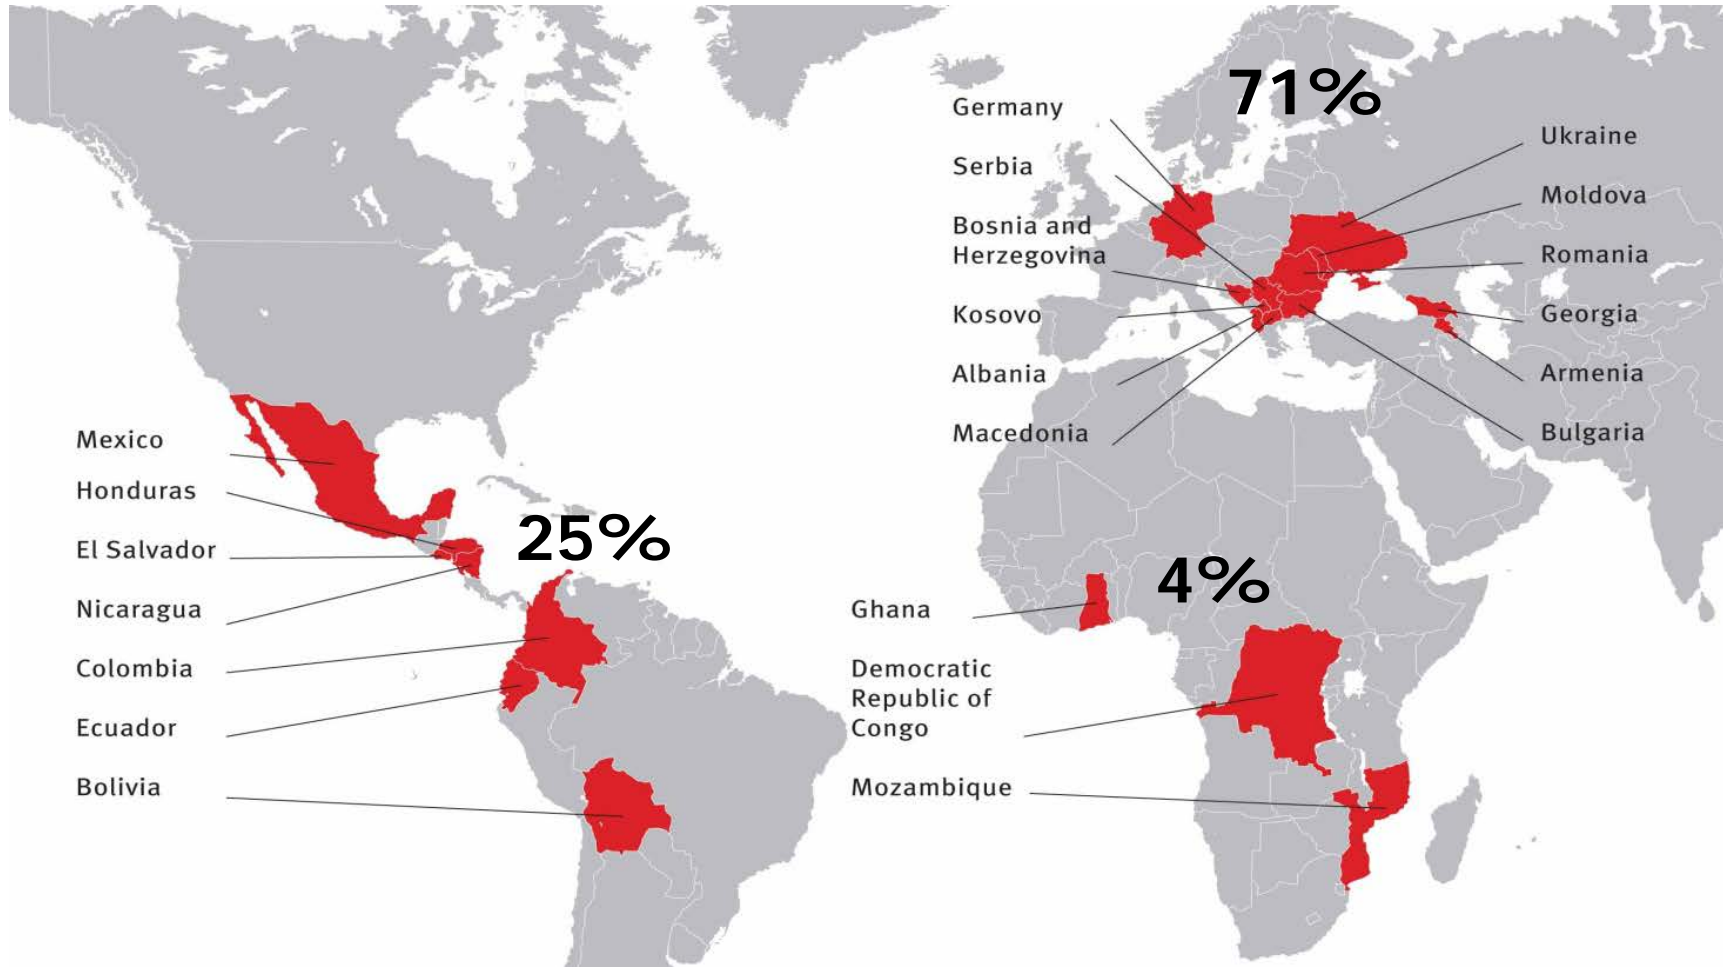 Mexico
Honduras
El Salvador
Nicaragua
Colombia
Ecuador
Bolivia
25%
Germany
Serbia
Bosnia and
Herzegovina
Kosovo
Albania
Macedonia
71%
Ukraine
Moldova
Romania
Georgia
Armenia
Bulgaria
4%
Ghana
Democratic
Republic of
Congo
Mozambique